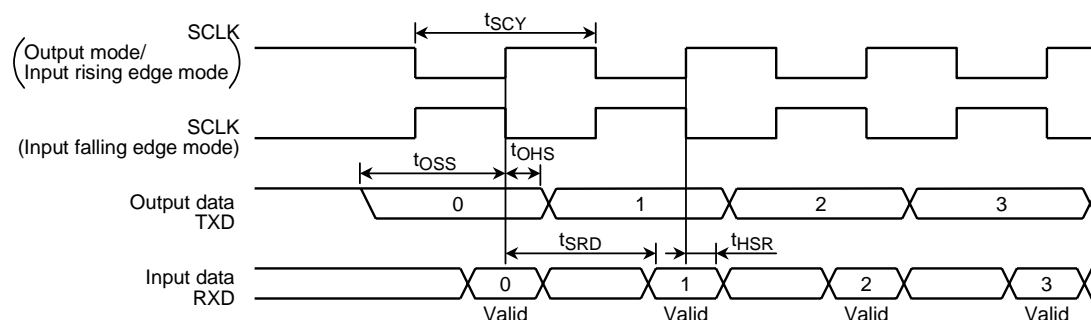 SCLK
(Output mode/
Input rising edge mode)
tSCY
SCLK
(Input falling edge mode)
tOSS
tOHS
Output data
TXD
0
1
2
3
tSRD
tHSR
Input data
RXD
0
1
2
3
Valid
Valid
Valid
Valid